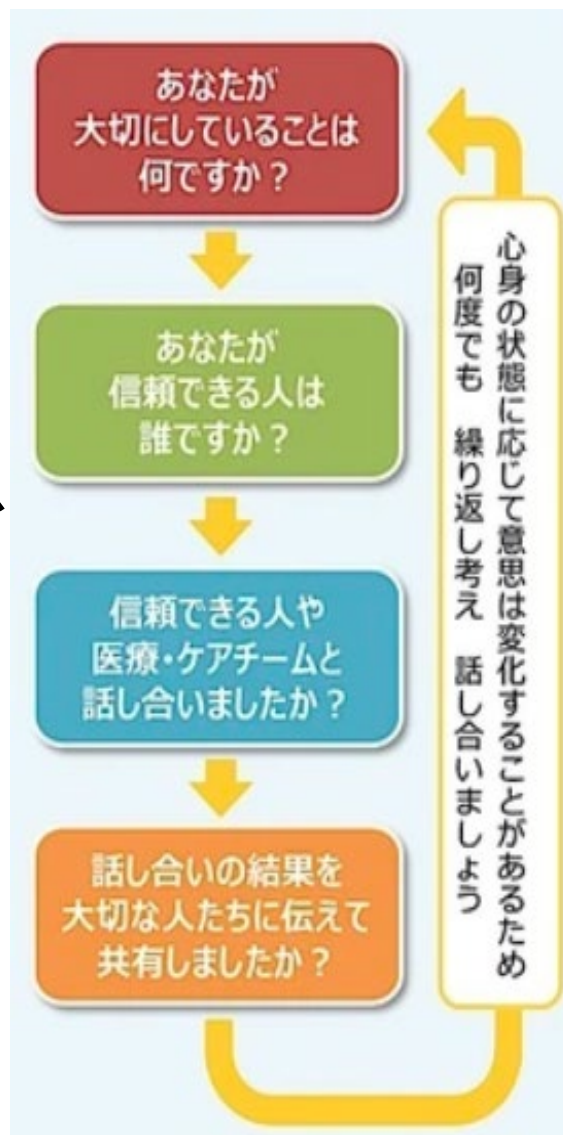 あなたが
大切にしていることは
何ですか？
あなたが
信頼できる人は
誰ですか？
信頼できる人や
医療・ケアチームと
話し合いましたか？
話し合いの結果を
大切な人たちに伝えて
共有しましたか？
心身の状態に応じて意思は変化することがあるため
何度でも　繰り返し考え　話し合いましょう